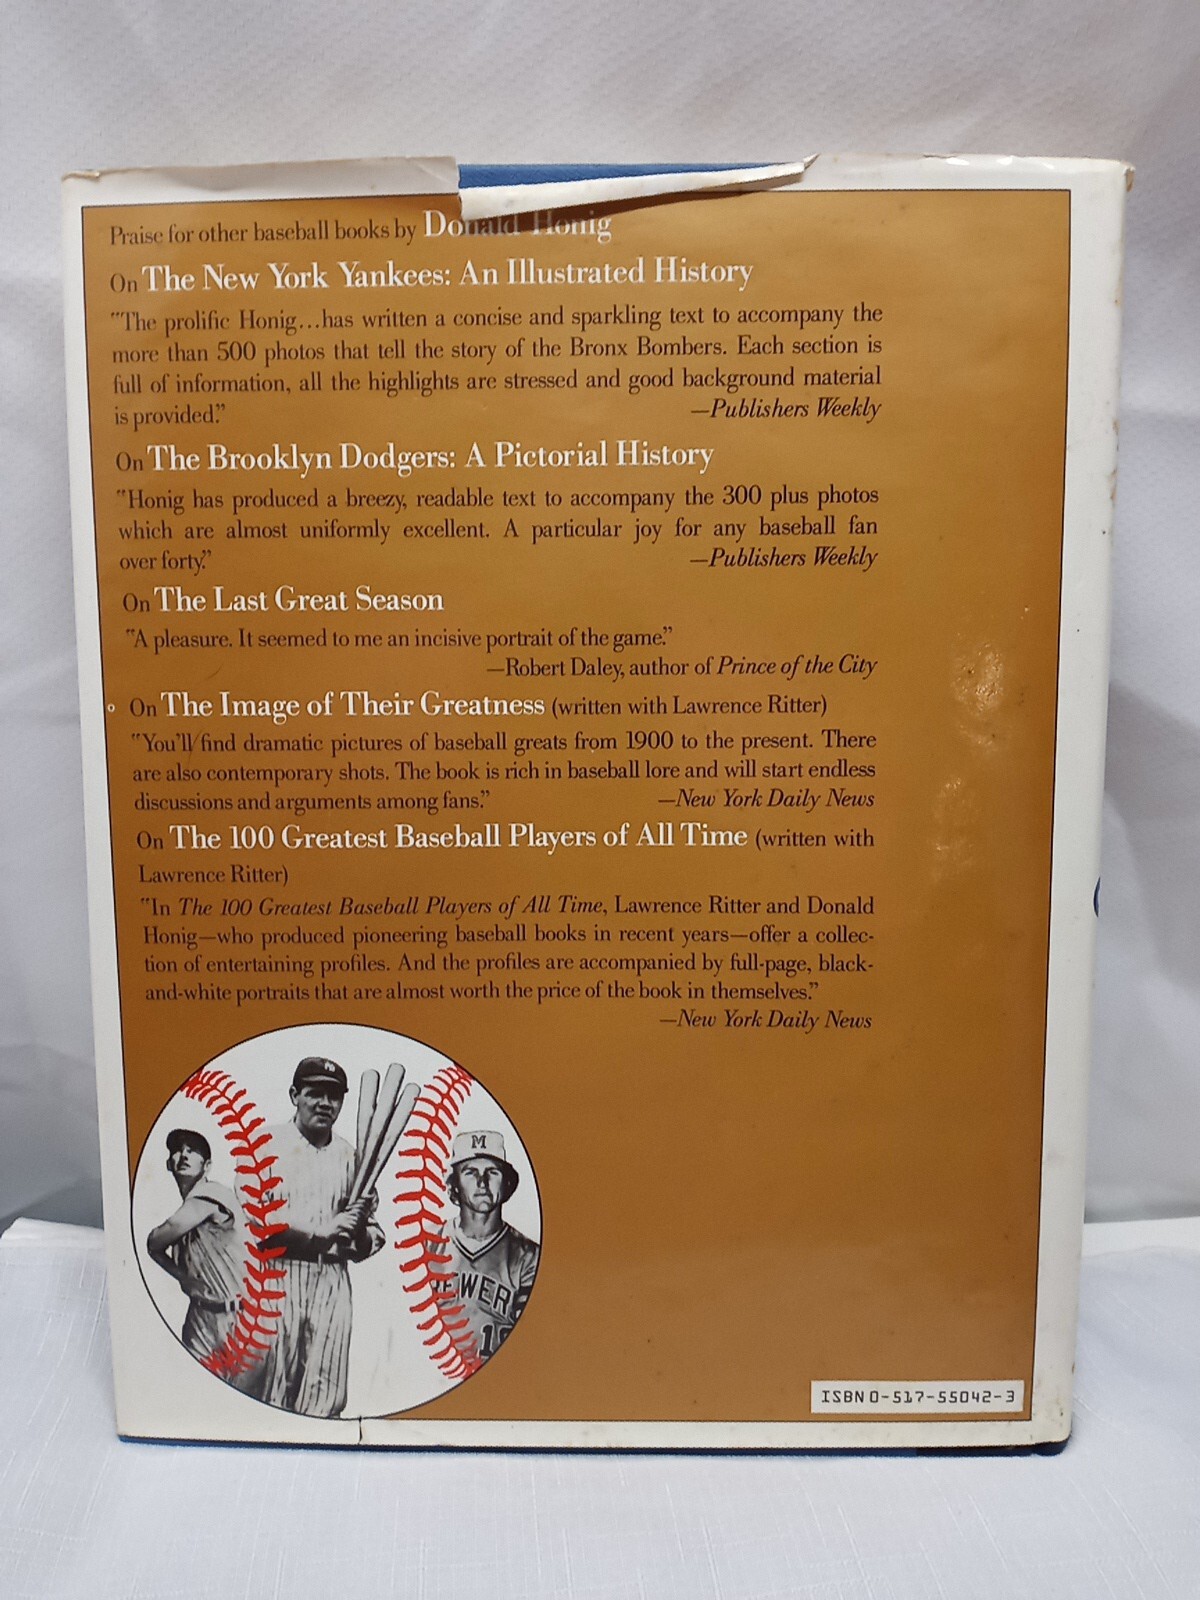 Praise for other baseball books by Donald Honig
On The New York Yankees: An Illustrated History
"The prolific Honig...has written a concise and sparkling text to accompany the
more than 500 photos that tell the story of the Bronx Bombers. Each section is
full of information, all the highlights are stressed and good background material
is provided." —Publishers Weekly
On The Brooklyn Dodgers: A Pictorial History
"Honig has produced a breezy, readable text to accompany the 300 plus photos
which are almost uniformly excellent. A particular joy for any baseball fan
over forty." —Publishers Weekly
On The Last Great Season
"A pleasure. It seemed to me an incisive portrait of the game."
—Robert Daley, author of Prince of the City
On The Image of Their Greatness (written with Lawrence Ritter)
"You'll find dramatic pictures of baseball greats from 1900 to the present. There
are also contemporary shots. The book is rich in baseball lore and will start endless
discussions and arguments among fans." —New York Daily News
On The 100 Greatest Baseball Players of All Time (written with
Lawrence Ritter)
"In The 100 Greatest Baseball Players of All Time, Lawrence Ritter and Donald
Honig—who produced pioneering baseball books in recent years—offer a collec-
tion of entertaining profiles. And the profiles are accompanied by full-page, black-
and-white portraits that are almost worth the price of the book in themselves."
—New York Daily News
M
EWER
1
ISBN 0-517-55042-3